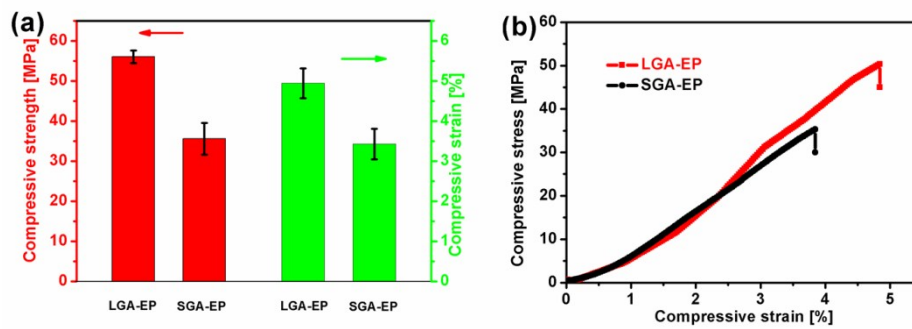 (a)
Compressive strength [MPa]
60
50
40
30
20
10
0
LGA-EP
SGA-EP
LGA-EP
SGA-EP
6
5
4
3
2
1
0
Compressive strain [%]
(b)
Compressive stress [MPa]
60
50
40
30
20
10
0
LGA-EP
SGA-EP
0
1
2
3
4
5
Compressive strain [%]